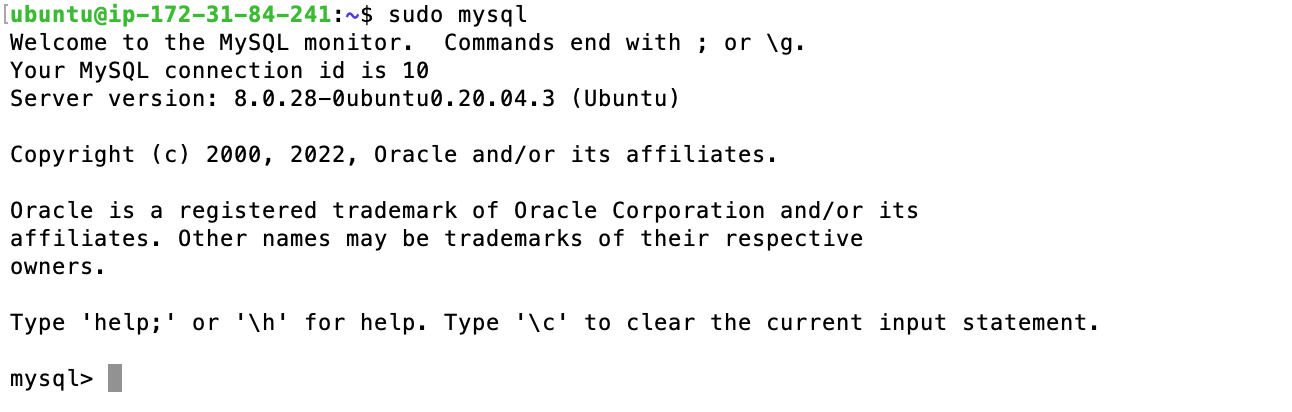 [ubuntu@ip-172-31-84-241:~$ sudo mysql
Welcome to the MySQL monitor.  Commands end with ; or \g.
Your MySQL connection id is 10
Server version: 8.0.28-0ubuntu0.20.04.3 (Ubuntu)
Copyright (c) 2000, 2022, Oracle and/or its affiliates.
Oracle is a registered trademark of Oracle Corporation and/or its
affiliates. Other names may be trademarks of their respective
owners.
Type 'help;' or '\h' for help. Type '\c' to clear the current input statement.
mysql>